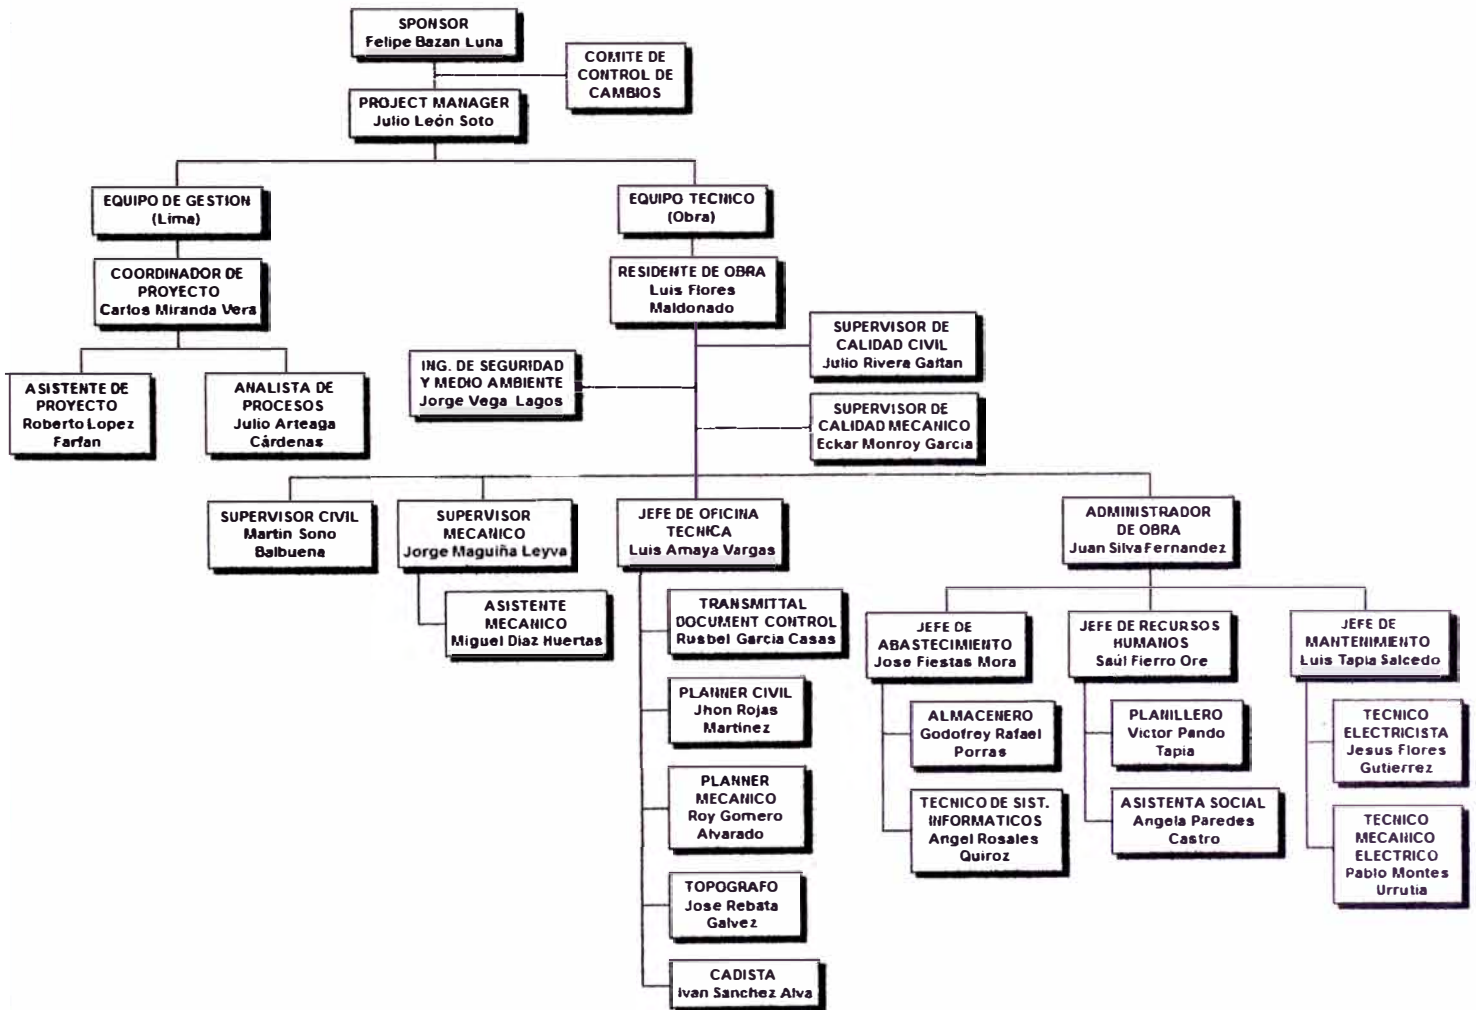 SPONSOR
Felipe Bazan Luna
COMITE DE
CONTROL DE
CAMBIOS
PROJECT MANAGER
Julio León Soto
EQUIPO DE GESTION
(Lima)
EQUIPO TECNICO
(Obra)
COORDINADOR DE
PROYECTO
Carlos Miranda Vera
RESIDENTE DE OBRA
Luis Flores
Maldonado
ASISTENTE DE
PROYECTO
Roberto Lopez
Farfan
ANALISTA DE
PROCESOS
Julio Arteaga
Cárdenas
ING. DE SEGURIDAD
Y MEDIO AMBIENTE
Jorge Vega Lagos
SUPERVISOR DE
CALIDAD CIVIL
Julio Rivera Gaitan
SUPERVISOR DE
CALIDAD MECANICO
Eckar Monroy Garcia
SUPERVISOR CIVIL
Martin Sono
Balbuena
SUPERVISOR
MECANICO
Jorge Maguiña Leyva
ASISTENTE
MECANICO
Miguel Diaz Huertas
JEFE DE OFICINA
TECNICA
Luis Amaya Vargas
TRANSMITTAL
DOCUMENT CONTROL
Rusbel Garcia Casas
PLANNER CIVIL
Jhon Rojas
Martinez
PLANNER
MECANICO
Roy Gomero
Alvarado
TOPOGRAFO
Jose Rebata
Galvez
CADISTA
Ivan Sanchez Alva
ADMINISTRADOR
DE OBRA
Juan Silva Fernandez
JEFE DE
ABASTECIMIENTO
Jose Fiestas Mora
ALMACENERO
Godofrey Rafael
Porras
TECNICO DE SIST.
INFORMATICOS
Angel Rosales
Quiroz
JEFE DE RECURSOS
HUMANOS
Saúl Fierro Ore
PLANILLERO
Victor Pando
Tapia
ASISTENTA SOCIAL
Angela Paredes
Castro
JEFE DE
MANTENIMIENTO
Luis Tapia Salcedo
TECNICO
ELECTRICISTA
Jesus Flores
Gutierrez
TECNICO
MECANICO
ELECTRICO
Pablo Montes
Urrutia